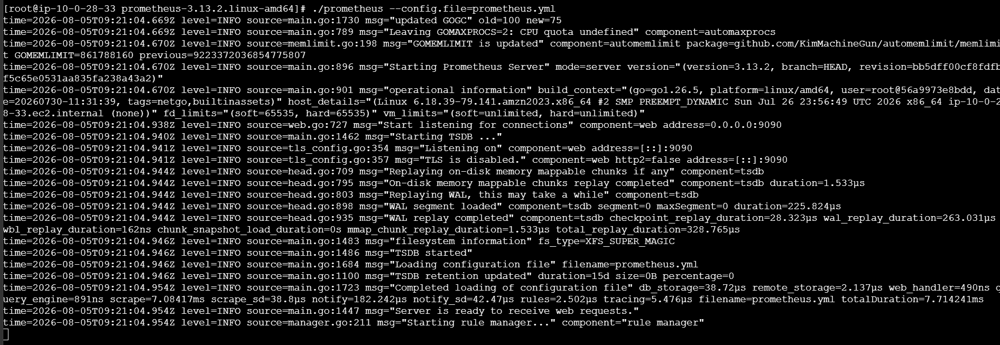 [root@ip-10-0-28-33 prometheus-3.13.2.linux-amd64]# ./prometheus --config.file=prometheus.yml
time=2026-08-05T09:21:04.669Z level=INFO source=main.go:1730 msg="updated GOGC" old=100 new=75
time=2026-08-05T09:21:04.669Z level=INFO source=main.go:789 msg="Leaving GOMAXPROCS=2: CPU quota undefined" component=automaxprocs
time=2026-08-05T09:21:04.670Z level=INFO source=memlimit.go:198 msg="GOMEMLIMIT is updated" component=automemlimit package=github.com/KimMachineGun/automemlimit/memlimi
t GOMEMLIMIT=861788160 previous=9223372036854775807
time=2026-08-05T09:21:04.670Z level=INFO source=main.go:896 msg="Starting Prometheus Server" mode=server version="(version=3.13.2, branch=HEAD, revision=bb5dff00cf8fdfb
f5c65e0531aa835fa238a43a2)"
time=2026-08-05T09:21:04.670Z level=INFO source=main.go:901 msg="operational information" build_context="(go=go1.26.5, platform=linux/amd64, user=root@56a9973e8bdd, dat
e=20260730-11:31:39, tags=netgo,builtinassets)" host_details="(Linux 6.18.39-79.141.amzn2023.x86_64 #2 SMP PREEMPT_DYNAMIC Sun Jul 26 23:56:49 UTC 2026 x86_64 ip-10-0-2
8-33.ec2.internal (none))" fd_limits="(soft=65535, hard=65535)" vm_limits="(soft=unlimited, hard=unlimited)"
time=2026-08-05T09:21:04.938Z level=INFO source=web.go:727 msg="Start listening for connections" component=web address=0.0.0.0:9090
time=2026-08-05T09:21:04.940Z level=INFO source=main.go:1462 msg="Starting TSDB ..."
time=2026-08-05T09:21:04.941Z level=INFO source=tls_config.go:354 msg="Listening on" component=web address=[::]:9090
time=2026-08-05T09:21:04.941Z level=INFO source=tls_config.go:357 msg="TLS is disabled." component=web http2=false address=[::]:9090
time=2026-08-05T09:21:04.944Z level=INFO source=head.go:709 msg="Replaying on-disk memory mappable chunks if any" component=tsdb
time=2026-08-05T09:21:04.944Z level=INFO source=head.go:795 msg="On-disk memory mappable chunks replay completed" component=tsdb duration=1.533µs
time=2026-08-05T09:21:04.944Z level=INFO source=head.go:803 msg="Replaying WAL, this may take a while" component=tsdb
time=2026-08-05T09:21:04.944Z level=INFO source=head.go:898 msg="WAL segment loaded" component=tsdb segment=0 maxSegment=0 duration=225.824µs
time=2026-08-05T09:21:04.944Z level=INFO source=head.go:935 msg="WAL replay completed" component=tsdb checkpoint_replay_duration=28.323µs wal_replay_duration=263.031µs
wbl_replay_duration=162ns chunk_snapshot_load_duration=0s mmap_chunk_replay_duration=1.533µs total_replay_duration=328.765µs
time=2026-08-05T09:21:04.946Z level=INFO source=main.go:1483 msg="filesystem information" fs_type=XFS_SUPER_MAGIC
time=2026-08-05T09:21:04.946Z level=INFO source=main.go:1486 msg="TSDB started"
time=2026-08-05T09:21:04.946Z level=INFO source=main.go:1684 msg="Loading configuration file" filename=prometheus.yml
time=2026-08-05T09:21:04.946Z level=INFO source=main.go:1100 msg="TSDB retention updated" duration=15d size=0B percentage=0
time=2026-08-05T09:21:04.954Z level=INFO source=main.go:1723 msg="Completed loading of configuration file" db_storage=38.72µs remote_storage=2.137µs web_handler=490ns q
uery_engine=891ns scrape=7.08417ms scrape_sd=38.8µs notify=182.242µs notify_sd=42.47µs rules=2.502µs tracing=5.476µs filename=prometheus.yml totalDuration=7.714241ms
time=2026-08-05T09:21:04.954Z level=INFO source=main.go:1447 msg="Server is ready to receive web requests."
time=2026-08-05T09:21:04.954Z level=INFO source=manager.go:211 msg="Starting rule manager..." component="rule manager"